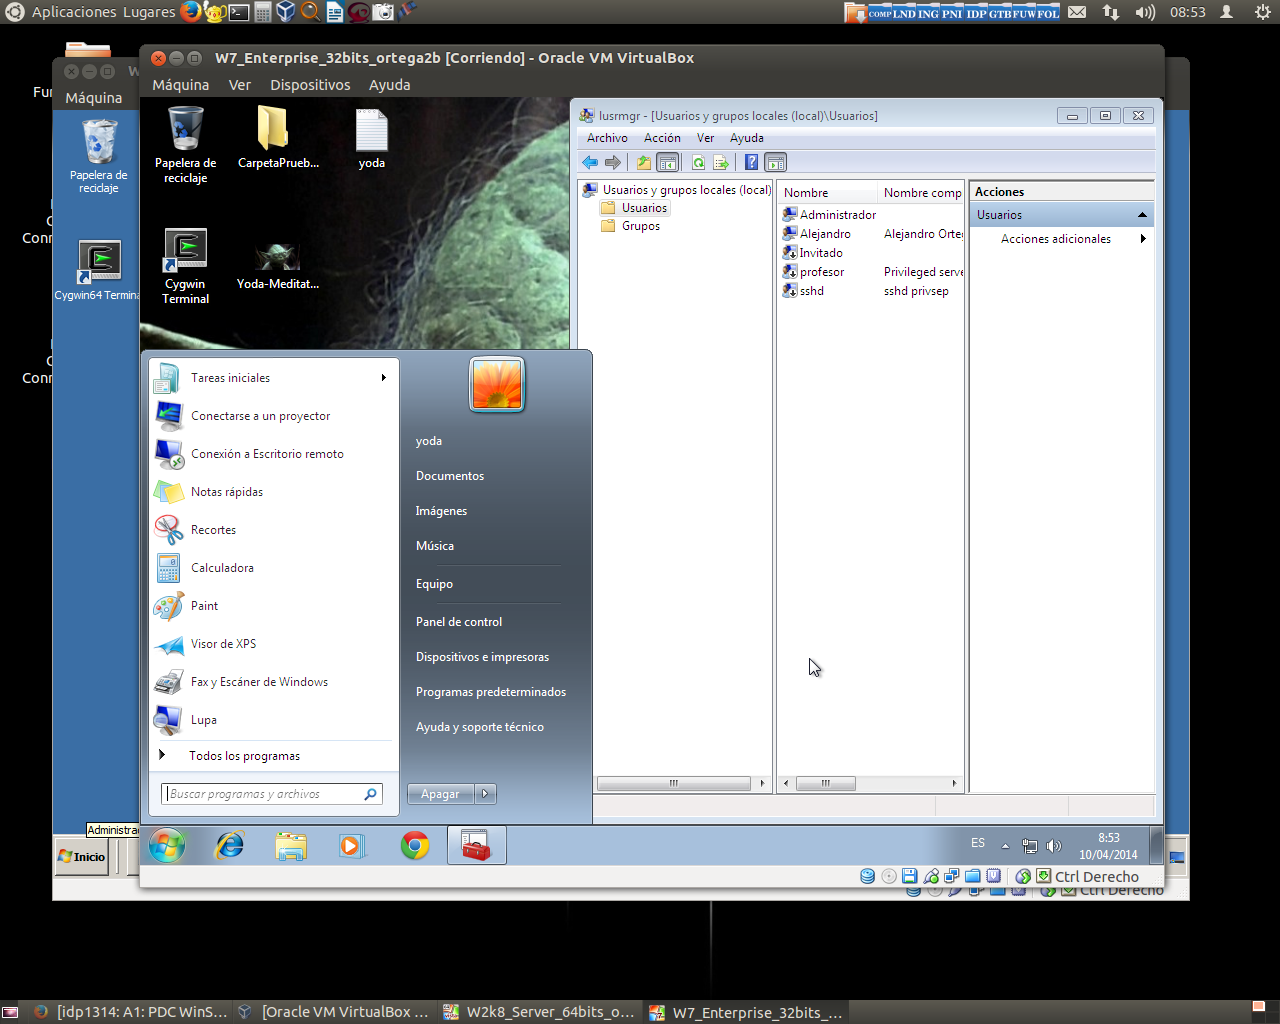 Aplicaciones Lugares
COMP LND ING PNI IDP GTB FUW FOL
08:53
W7_Enterprise_32bits_ortega2b [Corriendo] - Oracle VM VirtualBox
Máquina Ver Dispositivos Ayuda
Máquina
Papelera de reciclaje
Cygwin64 Termina
Administrad
Inicio
Papelera de
reciclaje
CarpetaPrueb...
yoda
Cygwin
Terminal
Yoda-Meditat...
lusrmgr - [Usuarios y grupos locales (local)\Usuarios]
Archivo Acción Ver Ayuda
Usuarios y grupos locales (local)
Usuarios
Grupos
Nombre Nombre comp
Administrador
Alejandro Alejandro Orteg
Invitado
profesor Privileged serve
sshd sshd privsep
Acciones
Usuarios
Acciones adicionales
Tareas iniciales
Conectarse a un proyector
Conexión a Escritorio remoto
Notas rápidas
Recortes
Calculadora
Paint
Visor de XPS
Fax y Escáner de Windows
Lupa
Todos los programas
Buscar programas y archivos
yoda
Documentos
Imágenes
Música
Equipo
Panel de control
Dispositivos e impresoras
Programas predeterminados
Ayuda y soporte técnico
Apagar
ES
8:53
10/04/2014
Ctrl Derecho
Ctrl Derecho
[idp1314: A1: PDC WinS...
[Oracle VM VirtualBox ...
W2k8_Server_64bits_o...
W7_Enterprise_32bits_...